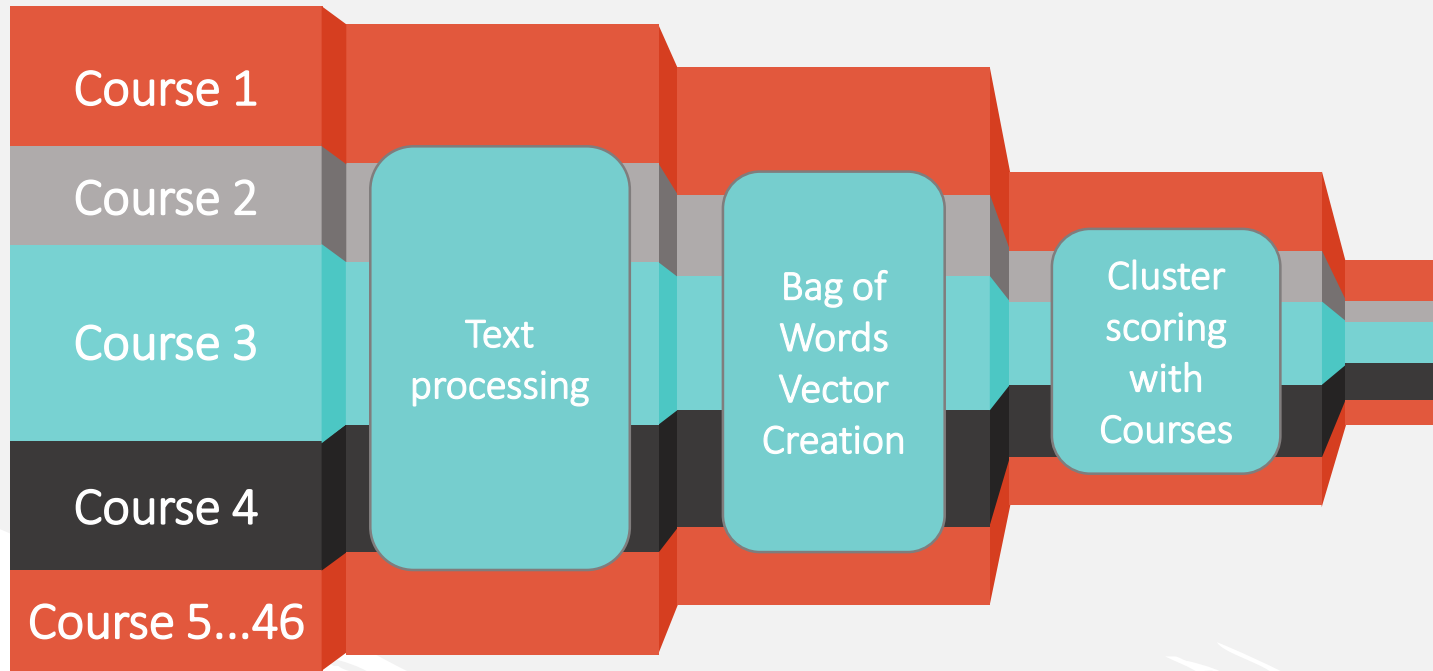 Course 1
Course 2
Course 3
Course 4
Course 5...46
Text
processing
Bag of
Words
Vector
Creation
Cluster
scoring
with
Courses